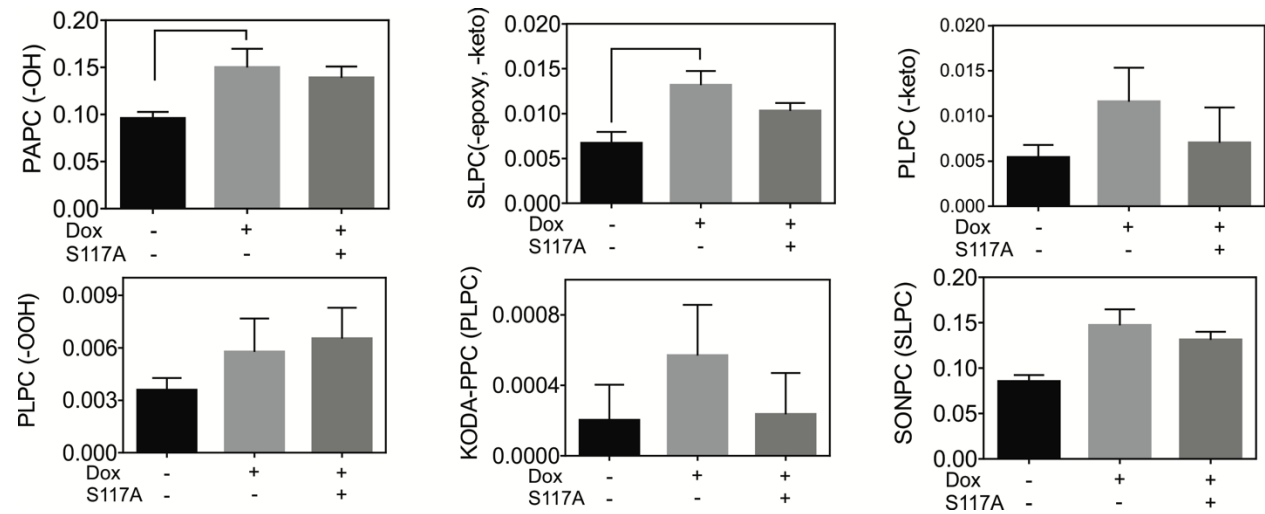 PAPC (-OH)
0.20
0.15
0.10
0.05
0.00
Dox - + +
S117A - - +
SLPC(-epoxy, -keto)
0.020
0.015
0.010
0.005
0.000
Dox - + +
S117A - - +
PLPC (-keto)
0.020
0.015
0.010
0.005
0.000
Dox - + +
S117A - - +
PLPC (-OOH)
0.009
0.006
0.003
0.000
Dox - + +
S117A - - +
KODA-PPC (PLPC)
0.0008
0.0004
0.0000
Dox - + +
S117A - - +
SONPC (SLPC)
0.20
0.15
0.10
0.05
0.00
Dox - + +
S117A - - +